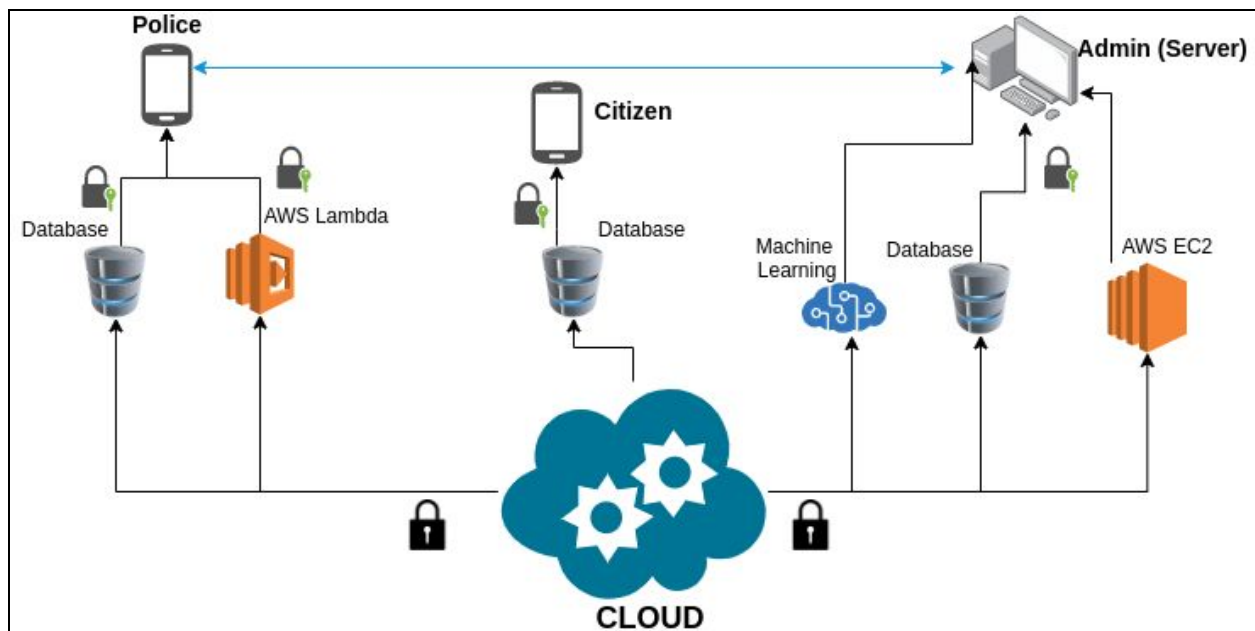 Police
Admin (Server)
Citizen
Database
AWS Lambda
Database
Machine
Learning
Database
AWS EC2
CLOUD